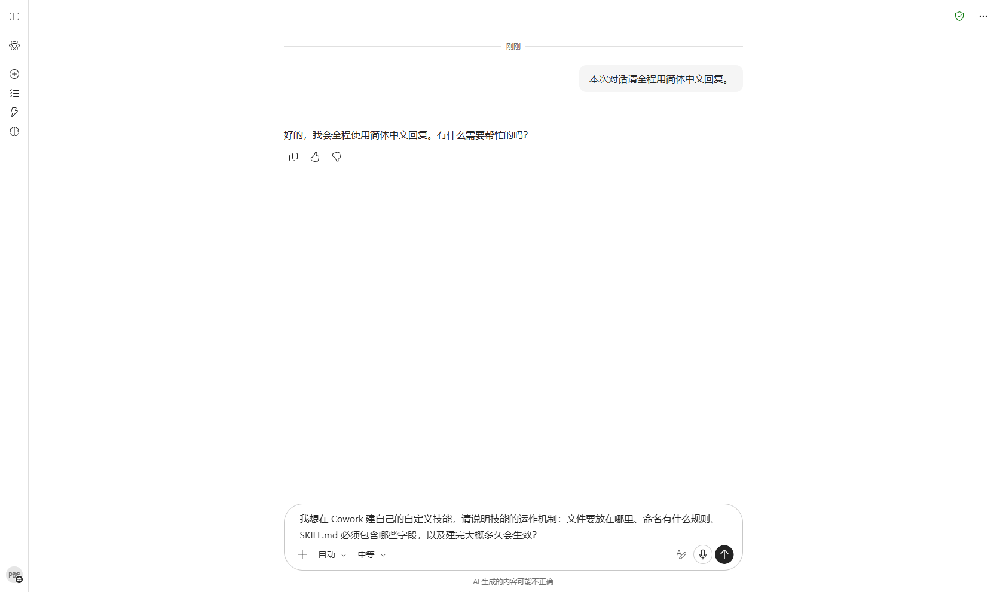 刚刚
本次对话请全程用简体中文回复。
好的，我会全程使用简体中文回复。有什么需要帮忙的吗？
我想在 Cowork 建自己的自定义技能，请说明技能的运作机制：文件要放在哪里、命名有什么规则、
SKILL.md 必须包含哪些字段，以及建完大概多久会生效？
自动
中等
P辦
AI 生成的内容可能不正确